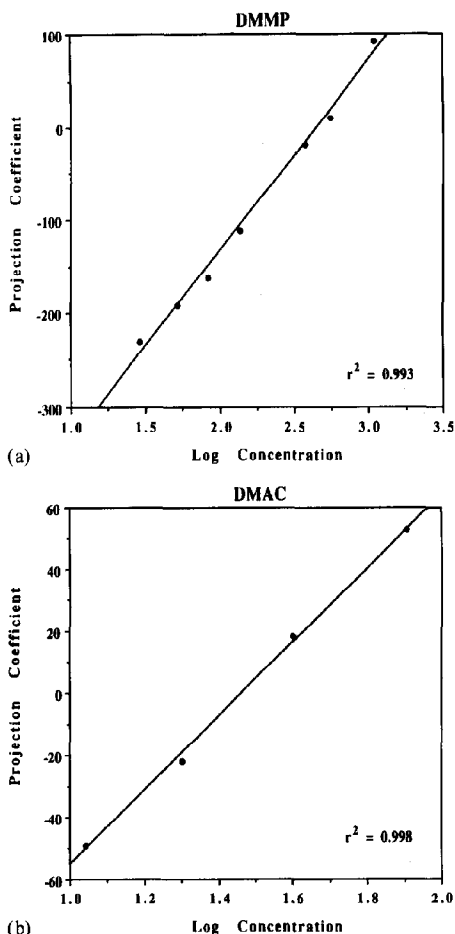 DMMP
100
0
-100
-200
-300
Projection Coefficient
r² = 0.993
1.0 1.5 2.0 2.5 3.0 3.5
(a)
Log Concentration
DMAC
60
40
20
0
-20
-40
-60
Projection Coefficient
r² = 0.998
1.0 1.2 1.4 1.6 1.8 2.0
(b)
Log Concentration